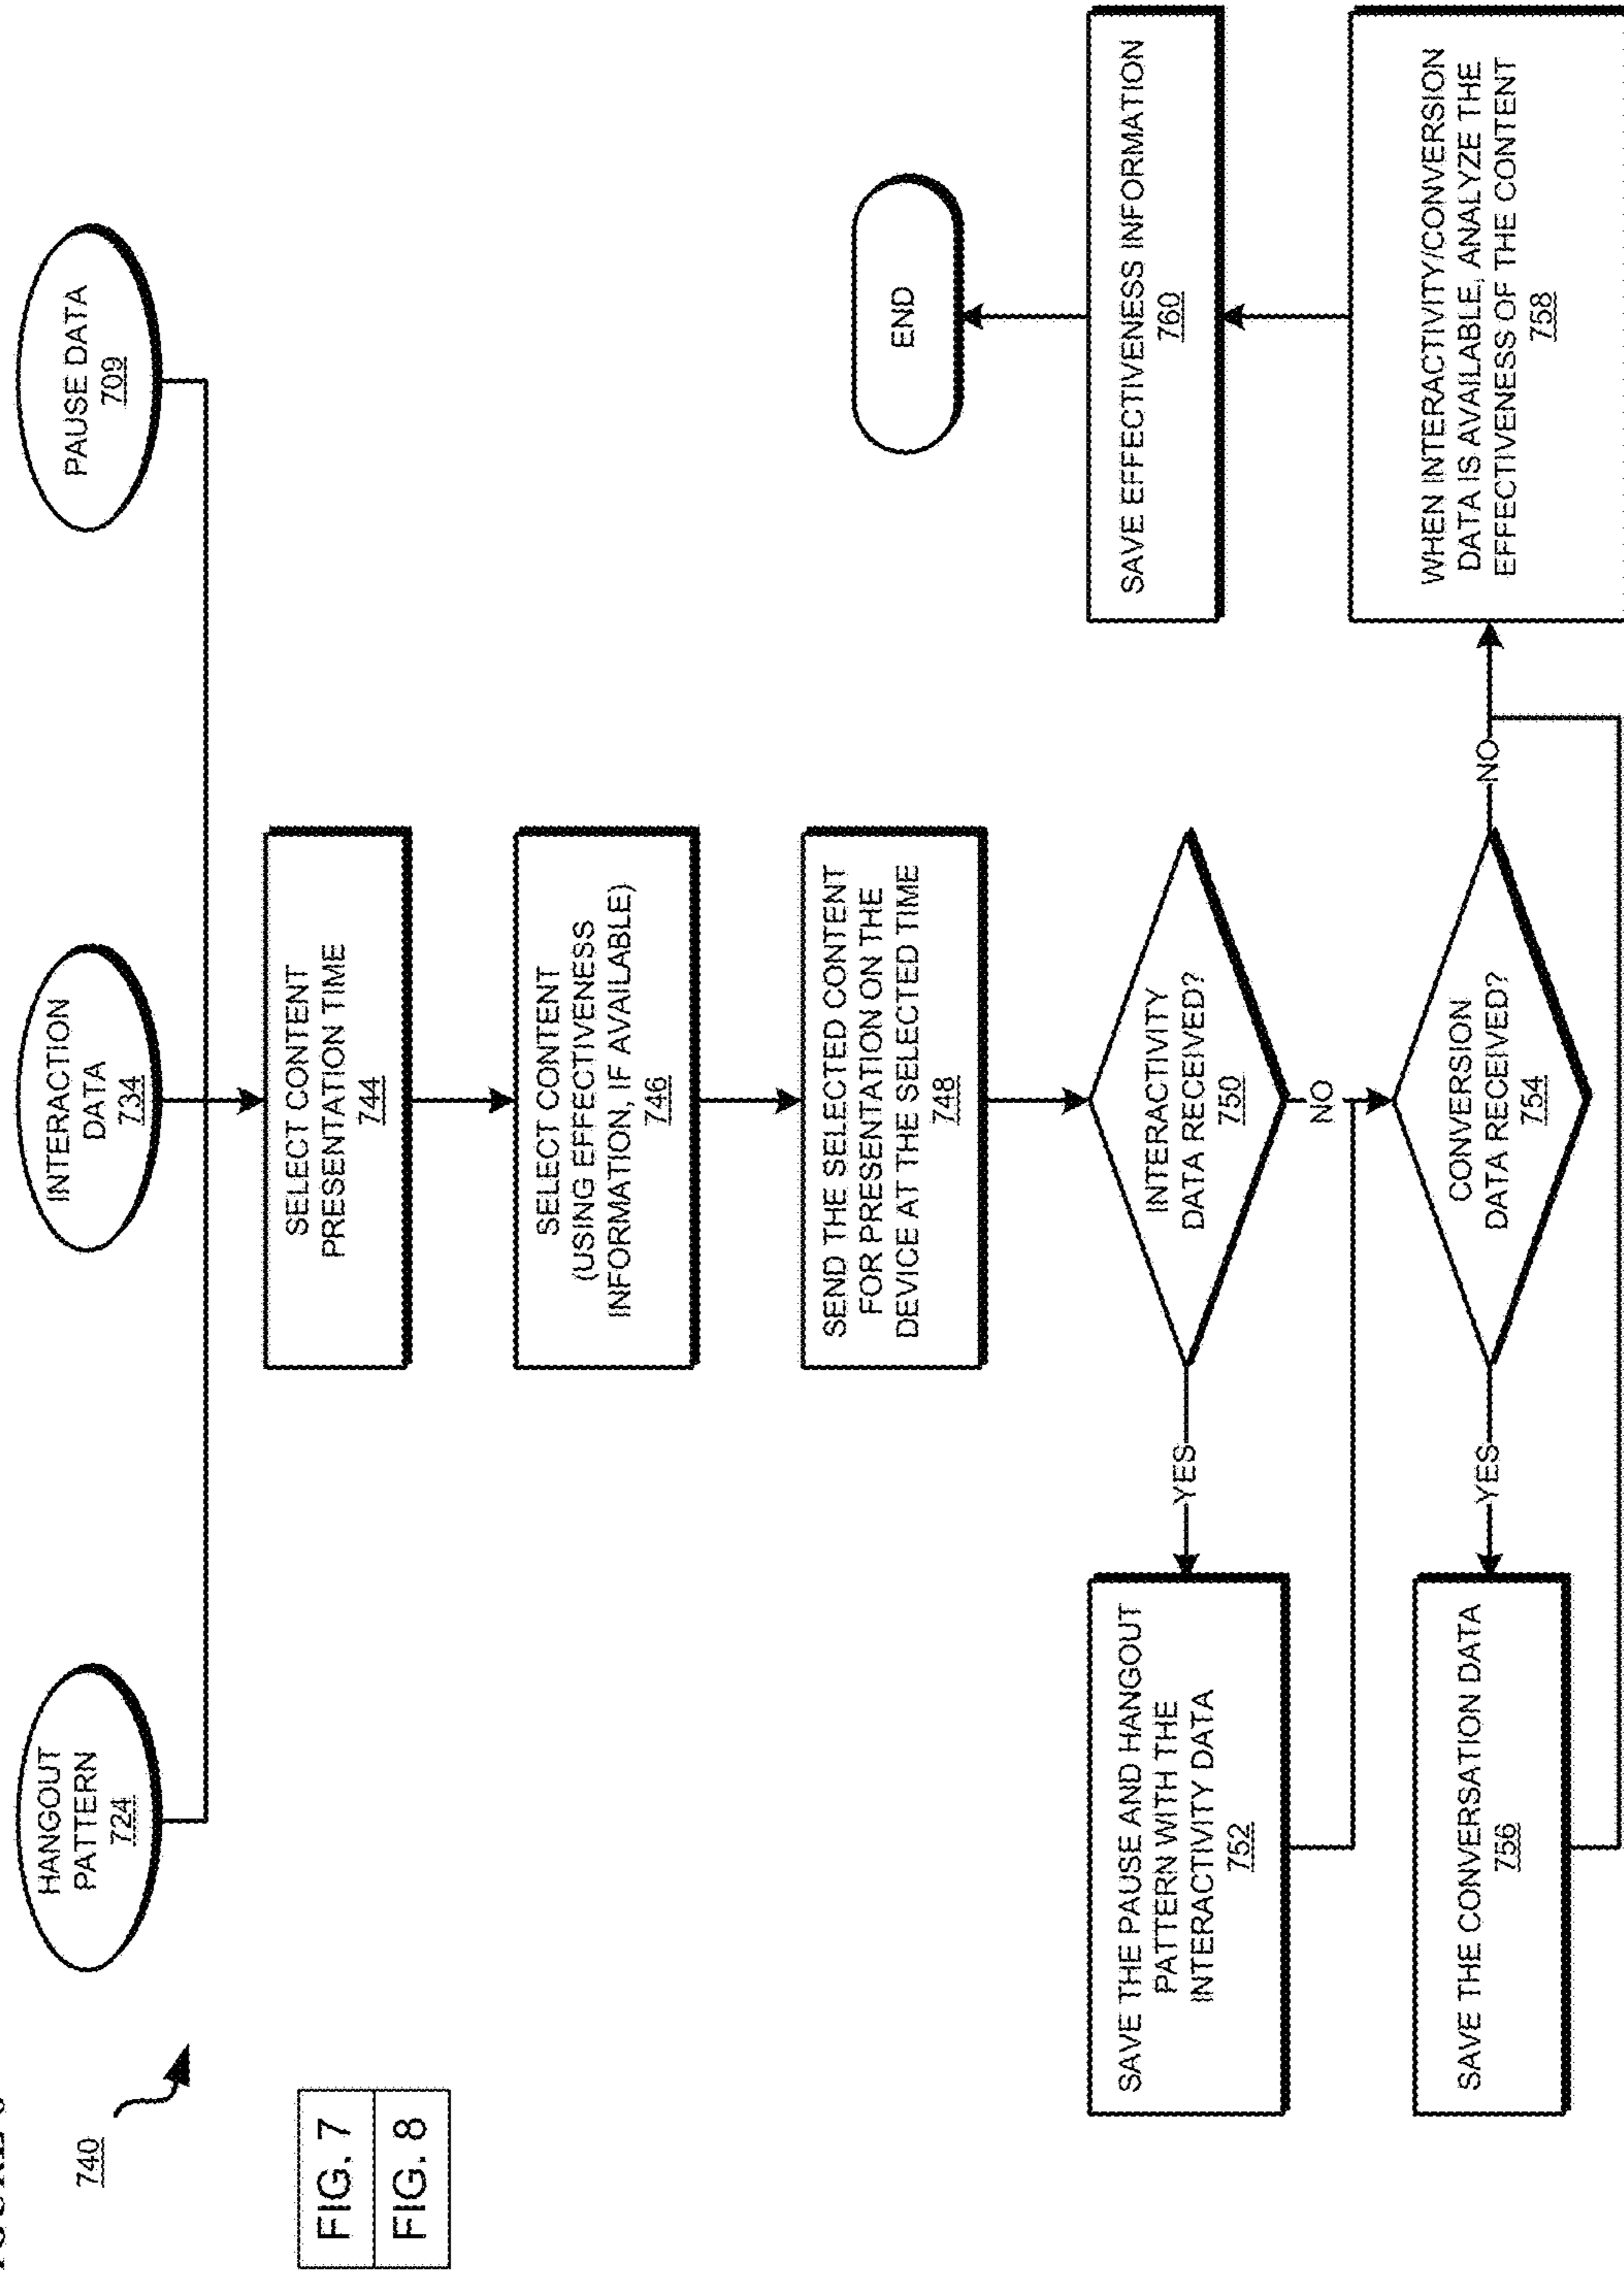 740
FIG. 7
FIG. 8
HANGOUT
PATTERN
724
INTERACTION
DATA
734
PAUSE DATA
709
SELECT CONTENT
PRESENTATION TIME
744
SELECT CONTENT
(USING EFFECTIVENESS
INFORMATION, IF AVAILABLE)
746
SEND THE SELECTED CONTENT
FOR PRESENTATION ON THE
DEVICE AT THE SELECTED TIME
748
INTERACTIVITY
DATA RECEIVED?
750
YES
NO
SAVE THE PAUSE AND HANGOUT
PATTERN WITH THE
INTERACTIVITY DATA
752
CONVERSION
DATA RECEIVED?
754
YES
NO
SAVE THE CONVERSATION DATA
756
WHEN INTERACTIVITY/CONVERSION
DATA IS AVAILABLE, ANALYZE THE
EFFECTIVENESS OF THE CONTENT
758
SAVE EFFECTIVENESS INFORMATION
760
END